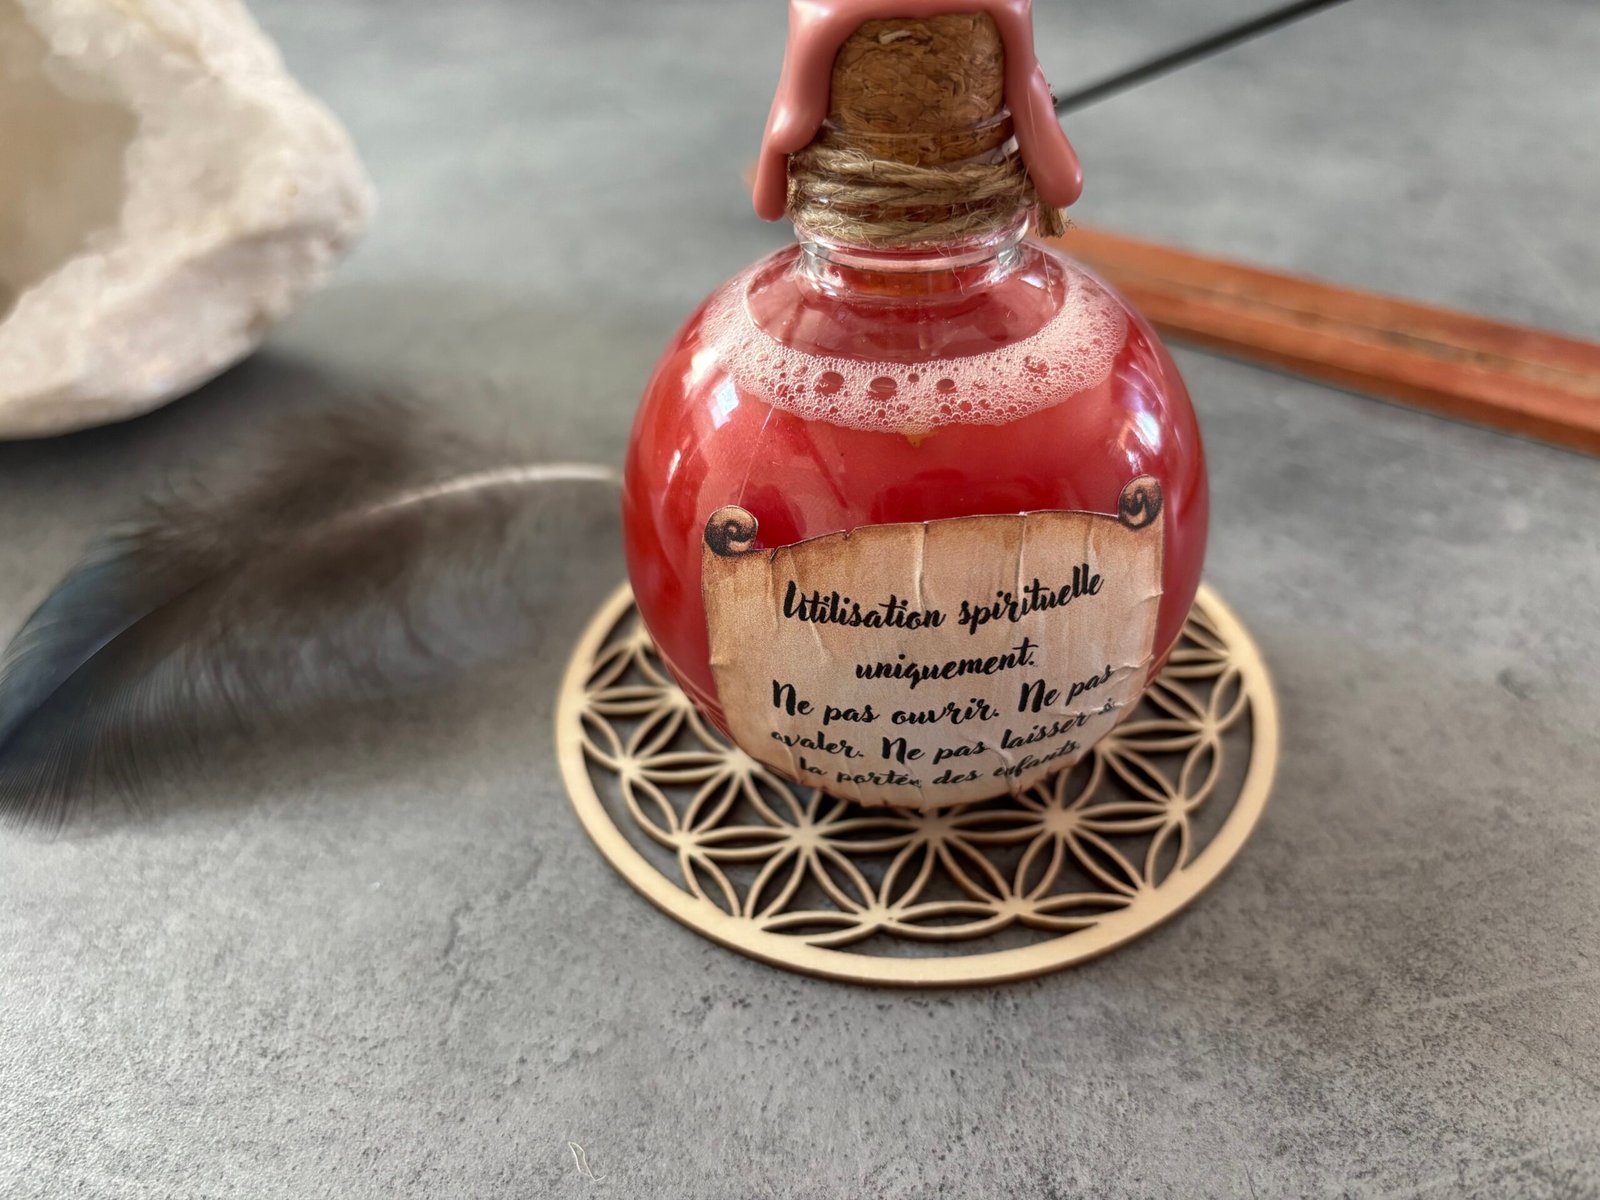 Utilisation spirituelle
uniquement.
Ne pas ouvrir. Ne pas
avaler. Ne pas laisser à
la portée des enfants.